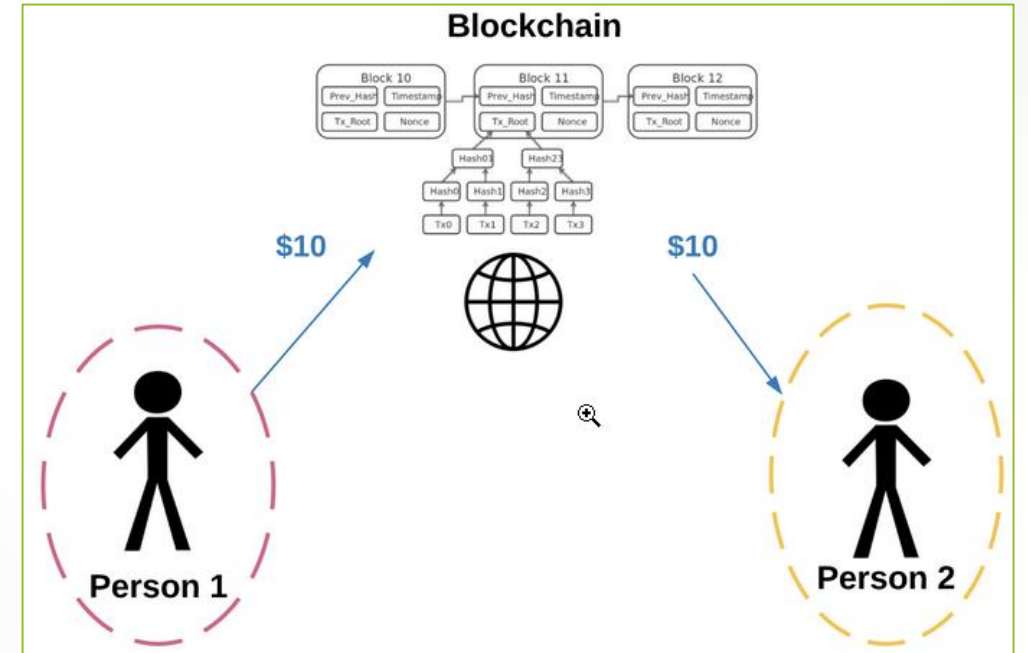 Blockchain
Block 10 Block 11 Block 12
Prev_Hash Timestamp Prev_Hash Timestamp Prev_Hash Timestamp
Tx_Root Nonce Tx_Root Nonce Tx_Root Nonce
Hash01 Hash23
Hash0 Hash1 Hash2 Hash3
Tx0 Tx1 Tx2 Tx3
$10 $10
Person 1 Person 2